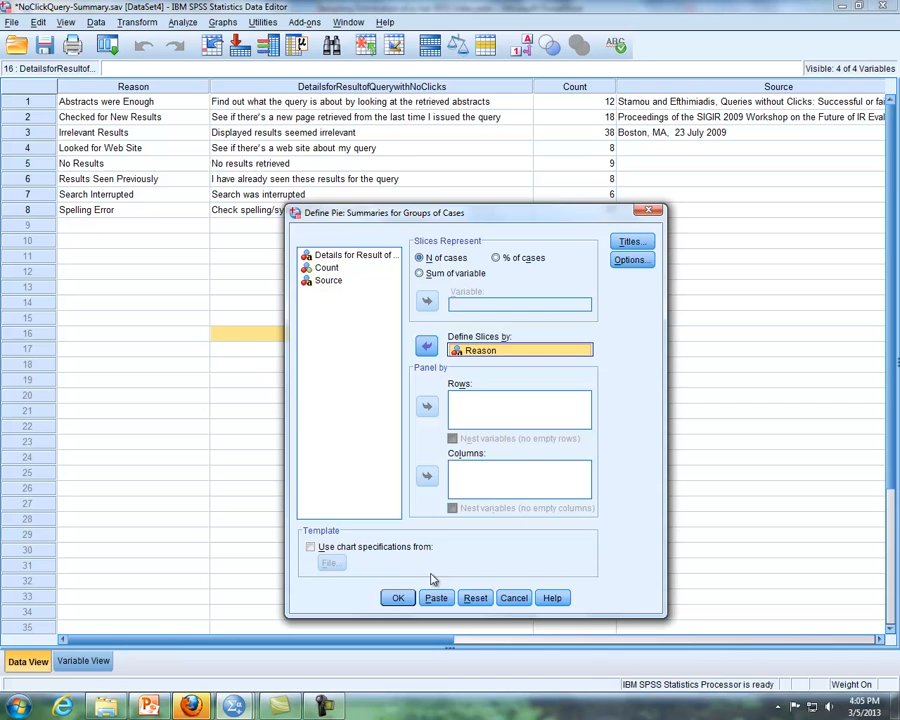 *NoClickQuery-Summary.sav [DataSet4] - IBM SPSS Statistics Data Editor
File Edit View Data Transform Analyze Graphs Utilities Add-ons Window Help
16 : DetailsforResultof...
Visible: 4 of 4 Variables
Reason DetailsforResultofQuerywithNoClicks Count Source
1 Abstracts were Enough Find out what the query is about by looking at the retrieved abstracts 12 Stamou and Efthimiadis, Queries without Clicks: Successful or fai
2 Checked for New Results See if there's a new page retrieved from the last time I issued the query 18 Proceedings of the SIGIR 2009 Workshop on the Future of IR Eval
3 Irrelevant Results Displayed results seemed irrelevant 38 Boston, MA, 23 July 2009
4 Looked for Web Site See if there's a web site about my query 8
5 No Results No results retrieved 9
6 Results Seen Previously I have already seen these results for the query 8
7 Search Interrupted Search was interrupted 6
8 Spelling Error Check spelling/sy
9
10
11
12
13
14
15
16
17
18
19
20
21
22
23
24
25
26
27
28
29
30
31
32
33
34
35
Define Pie: Summaries for Groups of Cases
Details for Result of ...
Count
Source
Slices Represent
N of cases % of cases
Sum of variable
Variable:
Define Slices by:
Reason
Panel by
Rows:
Nest variables (no empty rows)
Columns:
Nest variables (no empty columns)
Titles...
Options...
Template
Use chart specifications from:
File...
OK Paste Reset Cancel Help
Data View Variable View
IBM SPSS Statistics Processor is ready Weight On
4:05 PM
3/5/2013